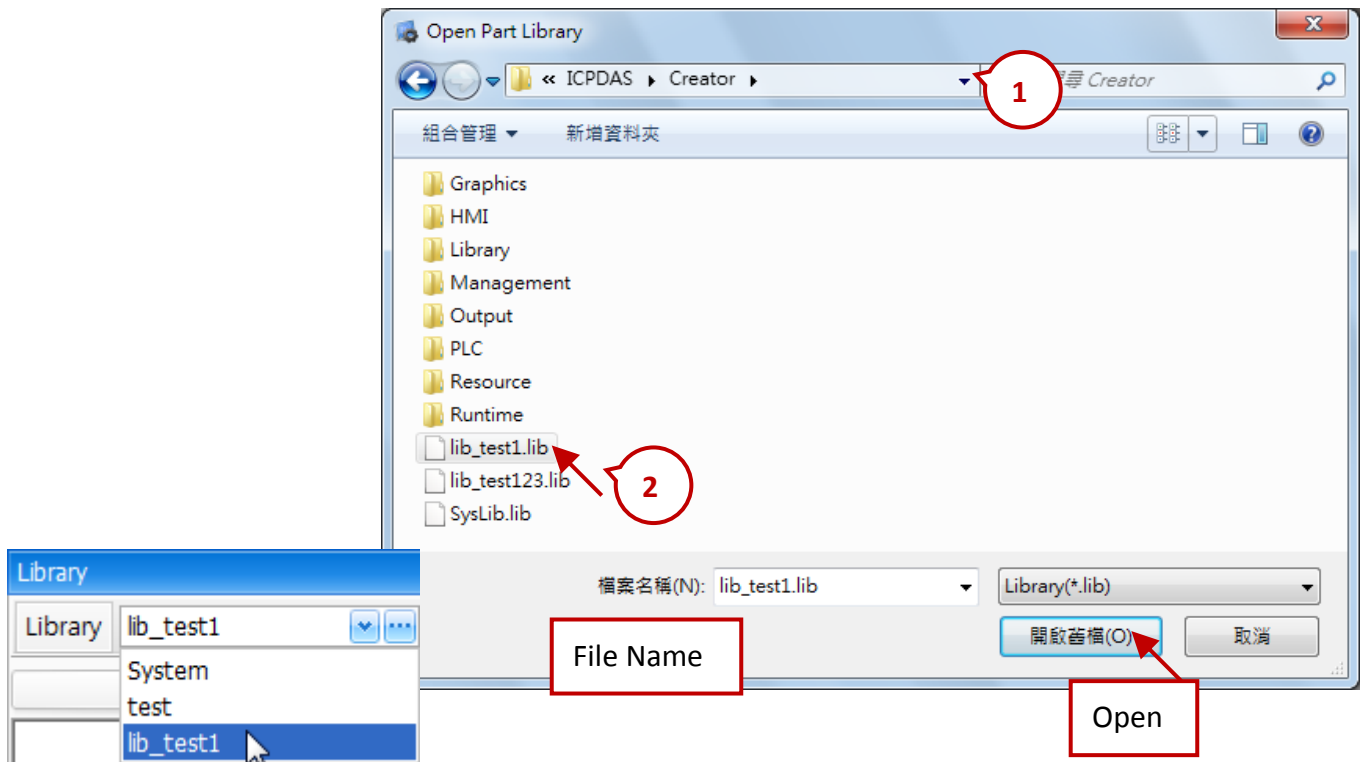 Open Part Library
x
« ICPDAS ▸ Creator ▸
1
尋 Creator
組合管理 ▼ 新增資料夾
Graphics
HMI
Library
Management
Output
PLC
Resource
Runtime
lib_test1.lib
lib_test123.lib
2
SysLib.lib
檔案名稱(N): lib_test1.lib
Library(*.lib)
開啟舊檔(O)
取消
File Name
Open
Library
Library lib_test1
System
test
lib_test1